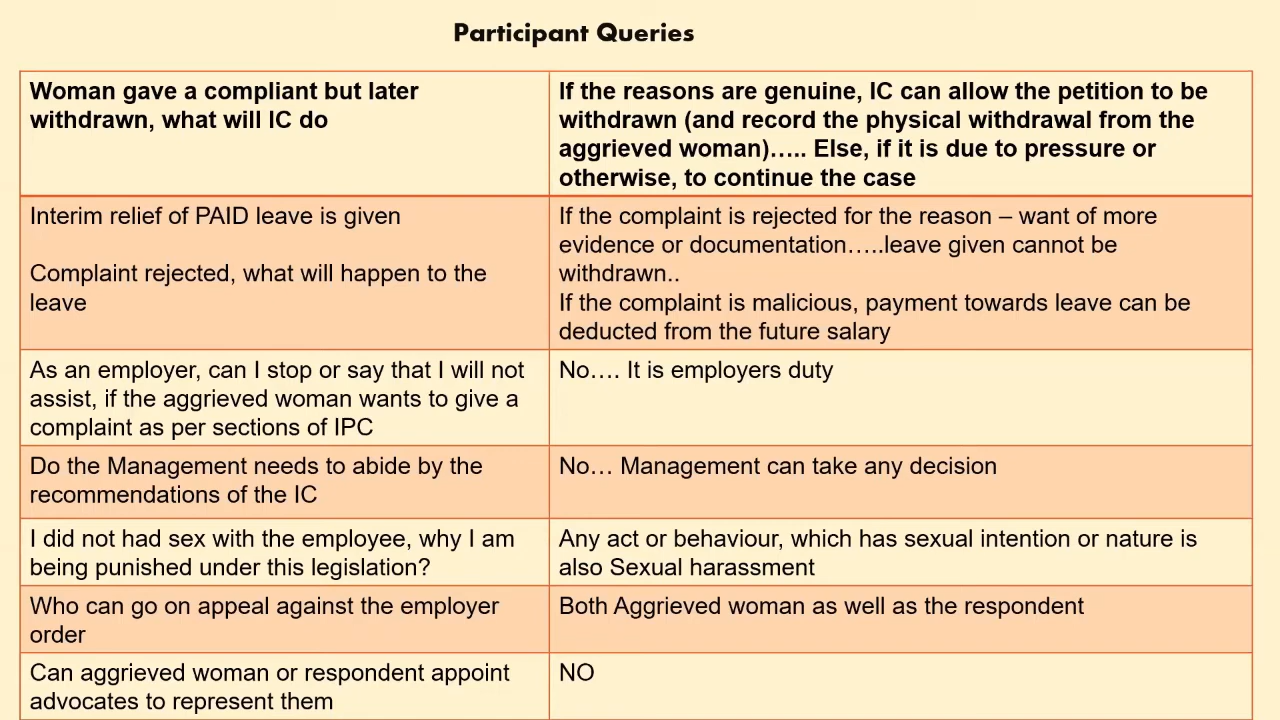 Participant Queries
Woman gave a compliant but later
withdrawn, what will IC do
If the reasons are genuine, IC can allow the petition to be
withdrawn (and record the physical withdrawal from the
aggrieved woman)….. Else, if it is due to pressure or
otherwise, to continue the case
Interim relief of PAID leave is given
Complaint rejected, what will happen to the
leave
If the complaint is rejected for the reason – want of more
evidence or documentation…..leave given cannot be
withdrawn..
If the complaint is malicious, payment towards leave can be
deducted from the future salary
As an employer, can I stop or say that I will not
assist, if the aggrieved woman wants to give a
complaint as per sections of IPC
No…. It is employers duty
Do the Management needs to abide by the
recommendations of the IC
No… Management can take any decision
I did not had sex with the employee, why I am
being punished under this legislation?
Any act or behaviour, which has sexual intention or nature is
also Sexual harassment
Who can go on appeal against the employer
order
Both Aggrieved woman as well as the respondent
Can aggrieved woman or respondent appoint
advocates to represent them
NO